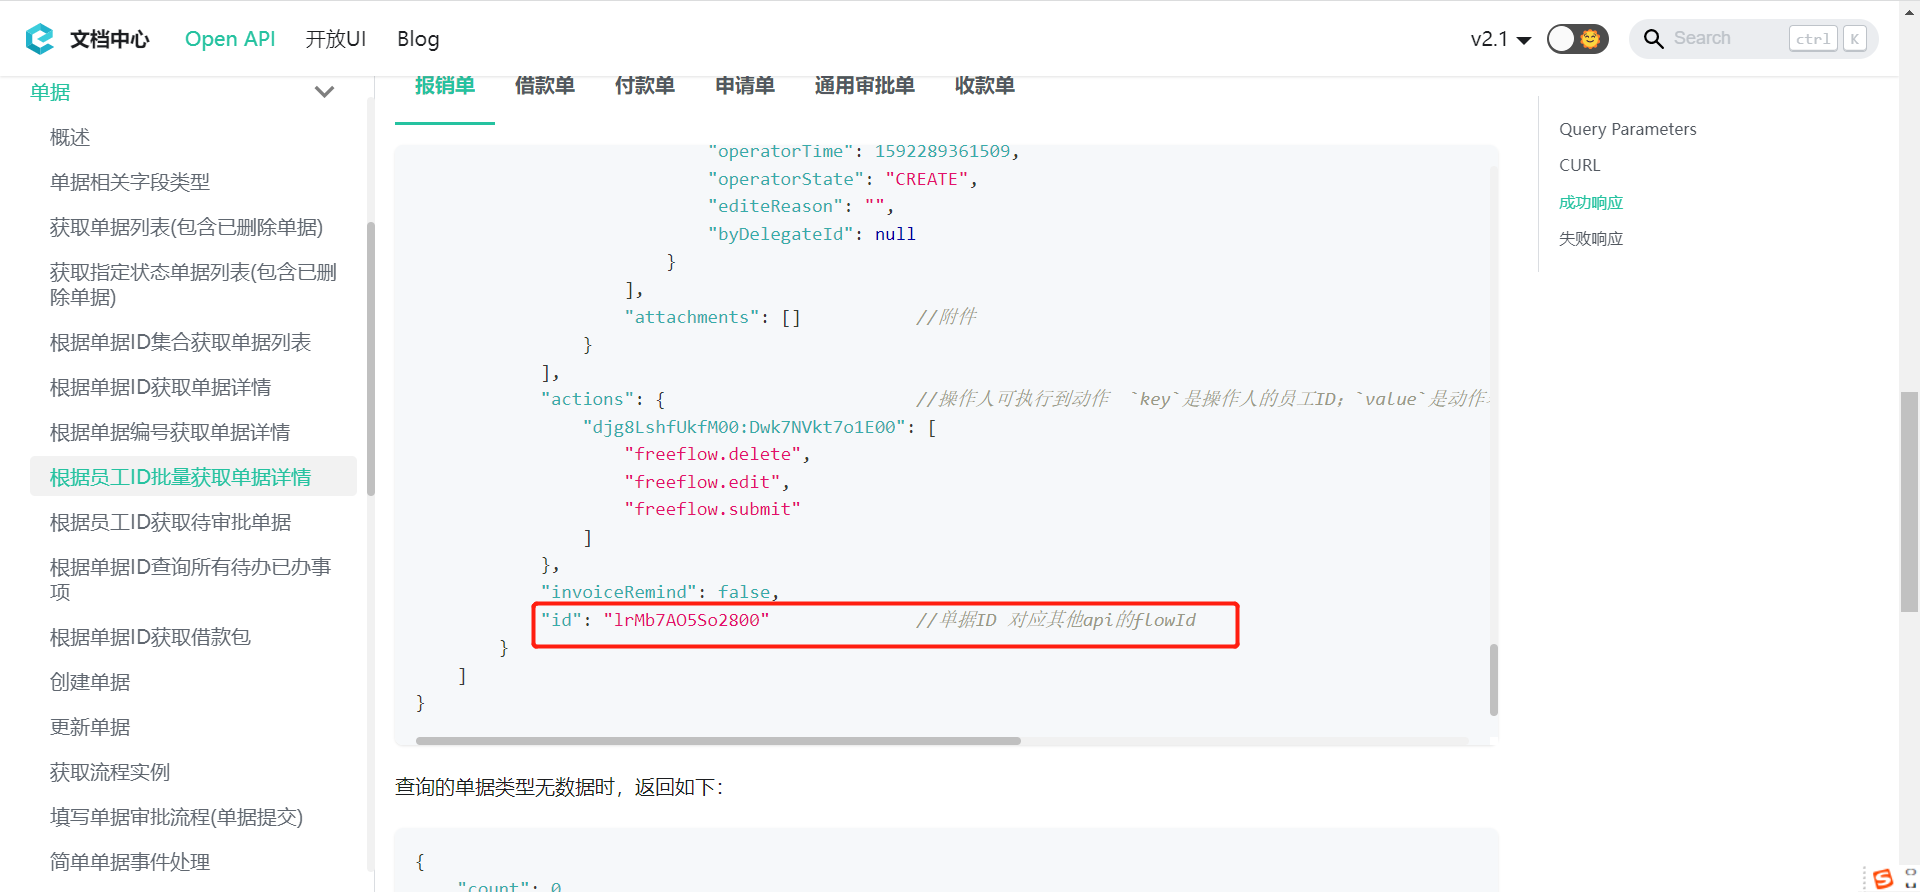 文档中心
Open API
开放UI
Blog
v2.1
Search
ctrl
K
单据
概述
单据相关字段类型
获取单据列表(包含已删除单据)
获取指定状态单据列表(包含已删
除单据)
根据单据ID集合获取单据列表
根据单据ID获取单据详情
根据单据编号获取单据详情
根据员工ID批量获取单据详情
根据员工ID获取待审批单据
根据单据ID查询所有待办已办事
项
根据单据ID获取借款包
创建单据
更新单据
获取流程实例
填写单据审批流程(单据提交)
简单单据事件处理
报销单 借款单 付款单 申请单 通用审批单 收款单
"operatorTime": 1592289361509,
"operatorState": "CREATE",
"editeReason": "",
"byDelegateId": null
}
],
"attachments": [] //附件
}
],
"actions": { //操作人可执行到动作 `key`是操作人的员工ID；`value`是动作
"djg8LshfUkfM00:Dwk7NVkt7o1E00": [
"freeflow.delete",
"freeflow.edit",
"freeflow.submit"
]
},
"invoiceRemind": false,
"id": "lrMb7AO5So2800" //单据ID 对应其他api的flowId
}
]
}
查询的单据类型无数据时，返回如下：
{
"count": 0
Query Parameters
CURL
成功响应
失败响应